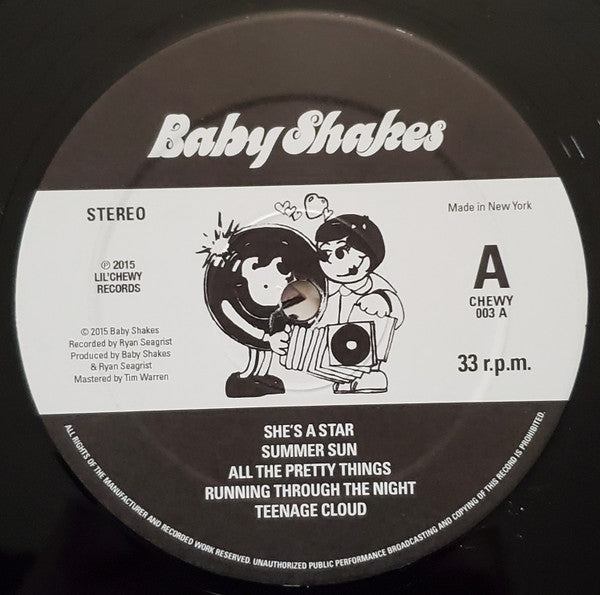 Baby Shakes
STEREO
Made in New York
℗ 2015
LIL'CHEWY
RECORDS
A
CHEWY
003 A
© 2015 Baby Shakes
Recorded by Ryan Seagrist
Produced by Baby Shakes
& Ryan Seagrist
Mastered by Tim Warren
33 r.p.m.
SHE'S A STAR
SUMMER SUN
ALL THE PRETTY THINGS
RUNNING THROUGH THE NIGHT
TEENAGE CLOUD
ALL RIGHTS OF THE MANUFACTURER AND RECORDED WORK RESERVED. UNAUTHORIZED PUBLIC PERFORMANCE BROADCASTING AND COPYING OF THIS RECORD IS PROHIBITED.